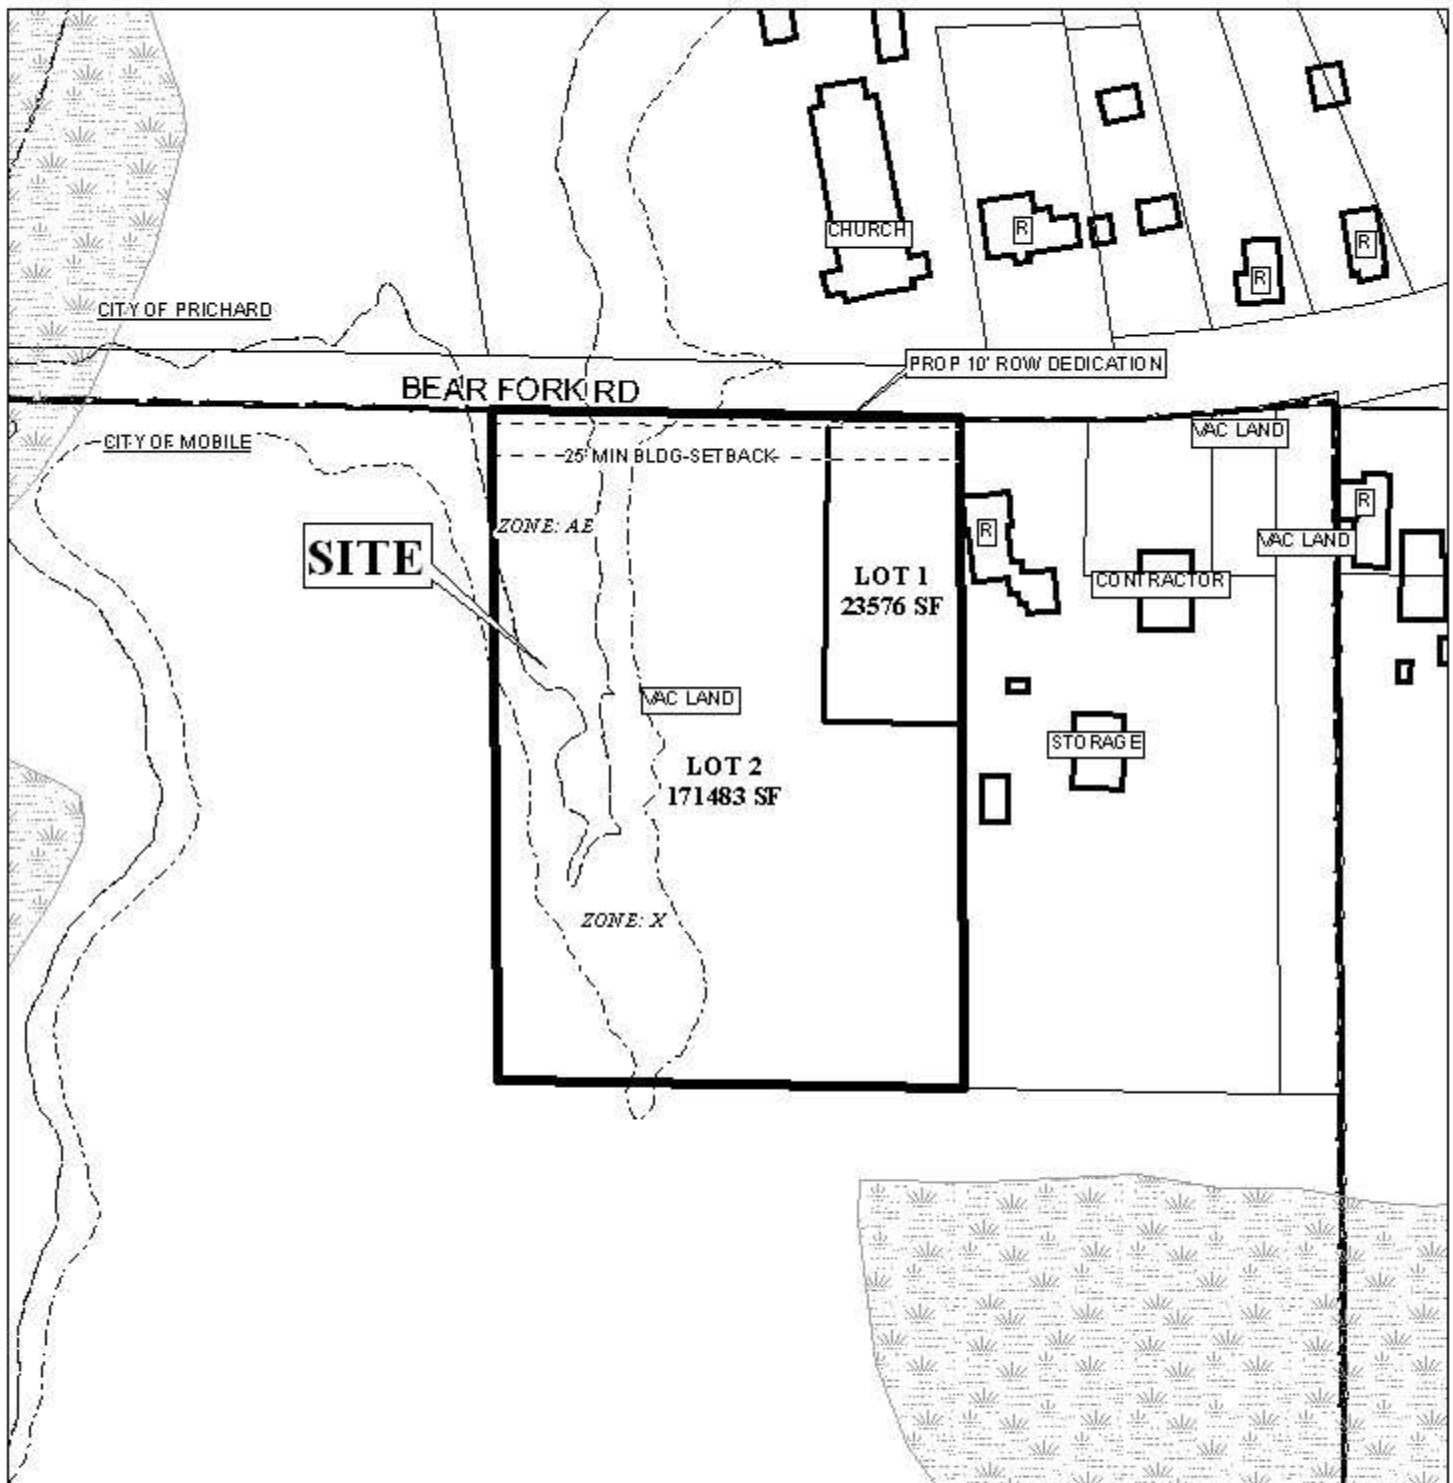 CHURCH
R
R
R
CITY OF PRICHARD
PROP 10' ROW DEDICATION
BEAR FORK RD
CITY OF MOBILE
VAC LAND
25' MIN BLDG-SETBACK
R
ZONE: AE
R
VAC LAND
SITE
LOT 1
23576 SF
CONTRACTOR
VAC LAND
STORAGE
LOT 2
171483 SF
ZONE: X